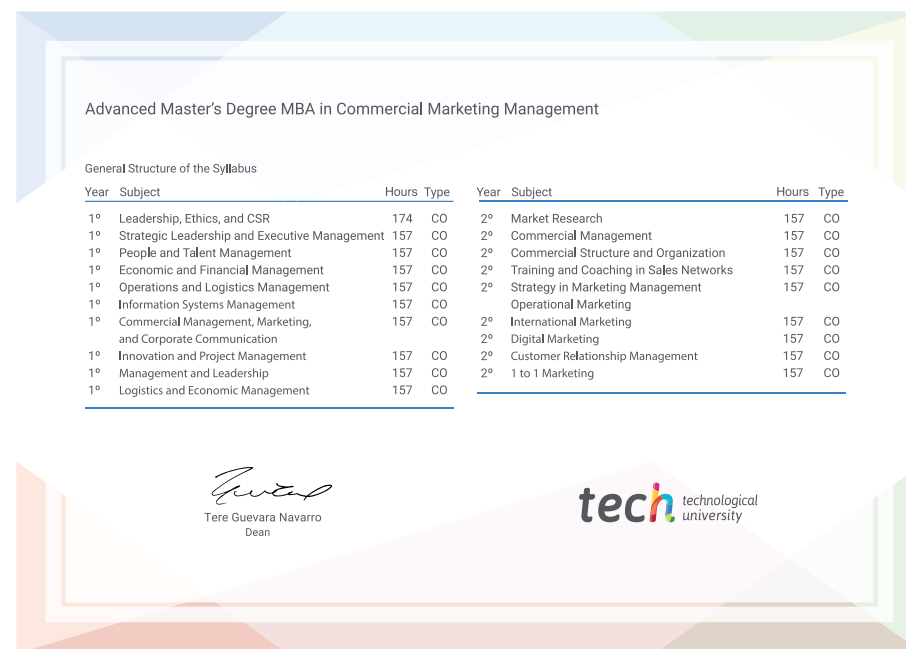 Advanced Master's Degree MBA in Commercial Marketing Management
General Structure of the Syllabus
Year Subject Hours Type
1º Leadership, Ethics, and CSR 174 CO
1º Strategic Leadership and Executive Management 157 CO
1º People and Talent Management 157 CO
1º Economic and Financial Management 157 CO
1º Operations and Logistics Management 157 CO
1º Information Systems Management 157 CO
1º Commercial Management, Marketing, 157 CO
and Corporate Communication
1º Innovation and Project Management 157 CO
1º Management and Leadership 157 CO
1º Logistics and Economic Management 157 CO
Year Subject Hours Type
2º Market Research 157 CO
2º Commercial Management 157 CO
2º Commercial Structure and Organization 157 CO
2º Training and Coaching in Sales Networks 157 CO
2º Strategy in Marketing Management 157 CO
Operational Marketing
2º International Marketing 157 CO
2º Digital Marketing 157 CO
2º Customer Relationship Management 157 CO
2º 1 to 1 Marketing 157 CO
Tere Guevara Navarro
Dean
tech technological
university